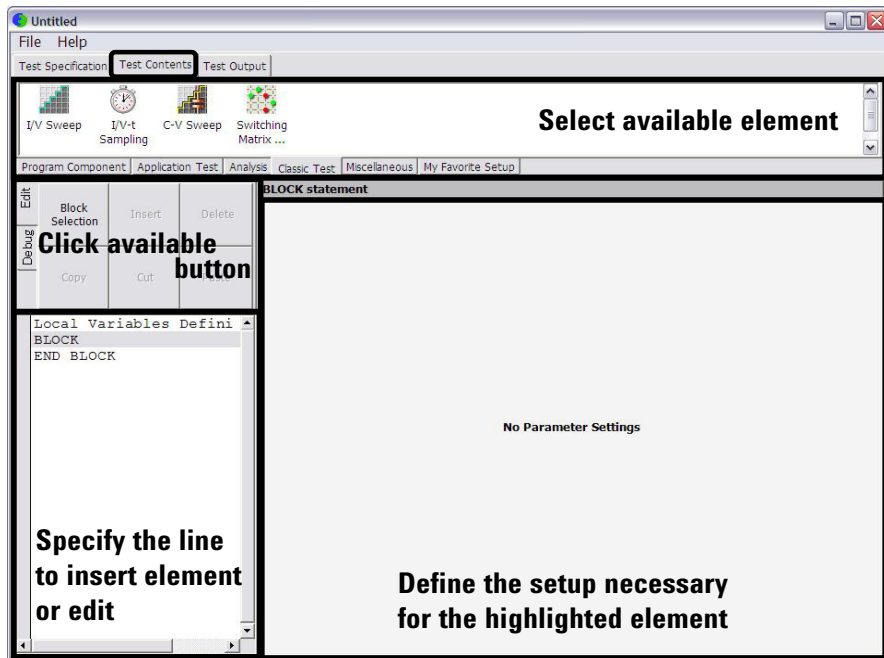 Untitled
File Help
Test Specification Test Contents Test Output
I/V Sweep I/V-t Sampling C-V Sweep Switching Matrix ...
Select available element
Program Component Application Test Analysis Classic Test Miscellaneous My Favorite Setup
Edit
Debug
Block Selection Insert Delete
Copy Cut
Click available button
BLOCK statement
No Parameter Settings
Local Variables Defini
BLOCK
END BLOCK
Specify the line
to insert element
or edit
Define the setup necessary
for the highlighted element